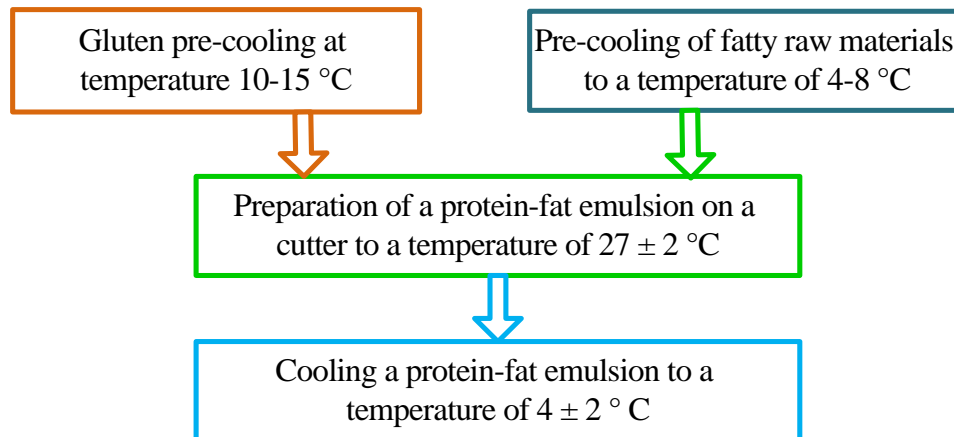 Gluten pre-cooling at
temperature 10-15 °C
Pre-cooling of fatty raw materials
to a temperature of 4-8 °C
Preparation of a protein-fat emulsion on a
cutter to a temperature of 27 ± 2 °C
Cooling a protein-fat emulsion to a
temperature of 4 ± 2 ° C